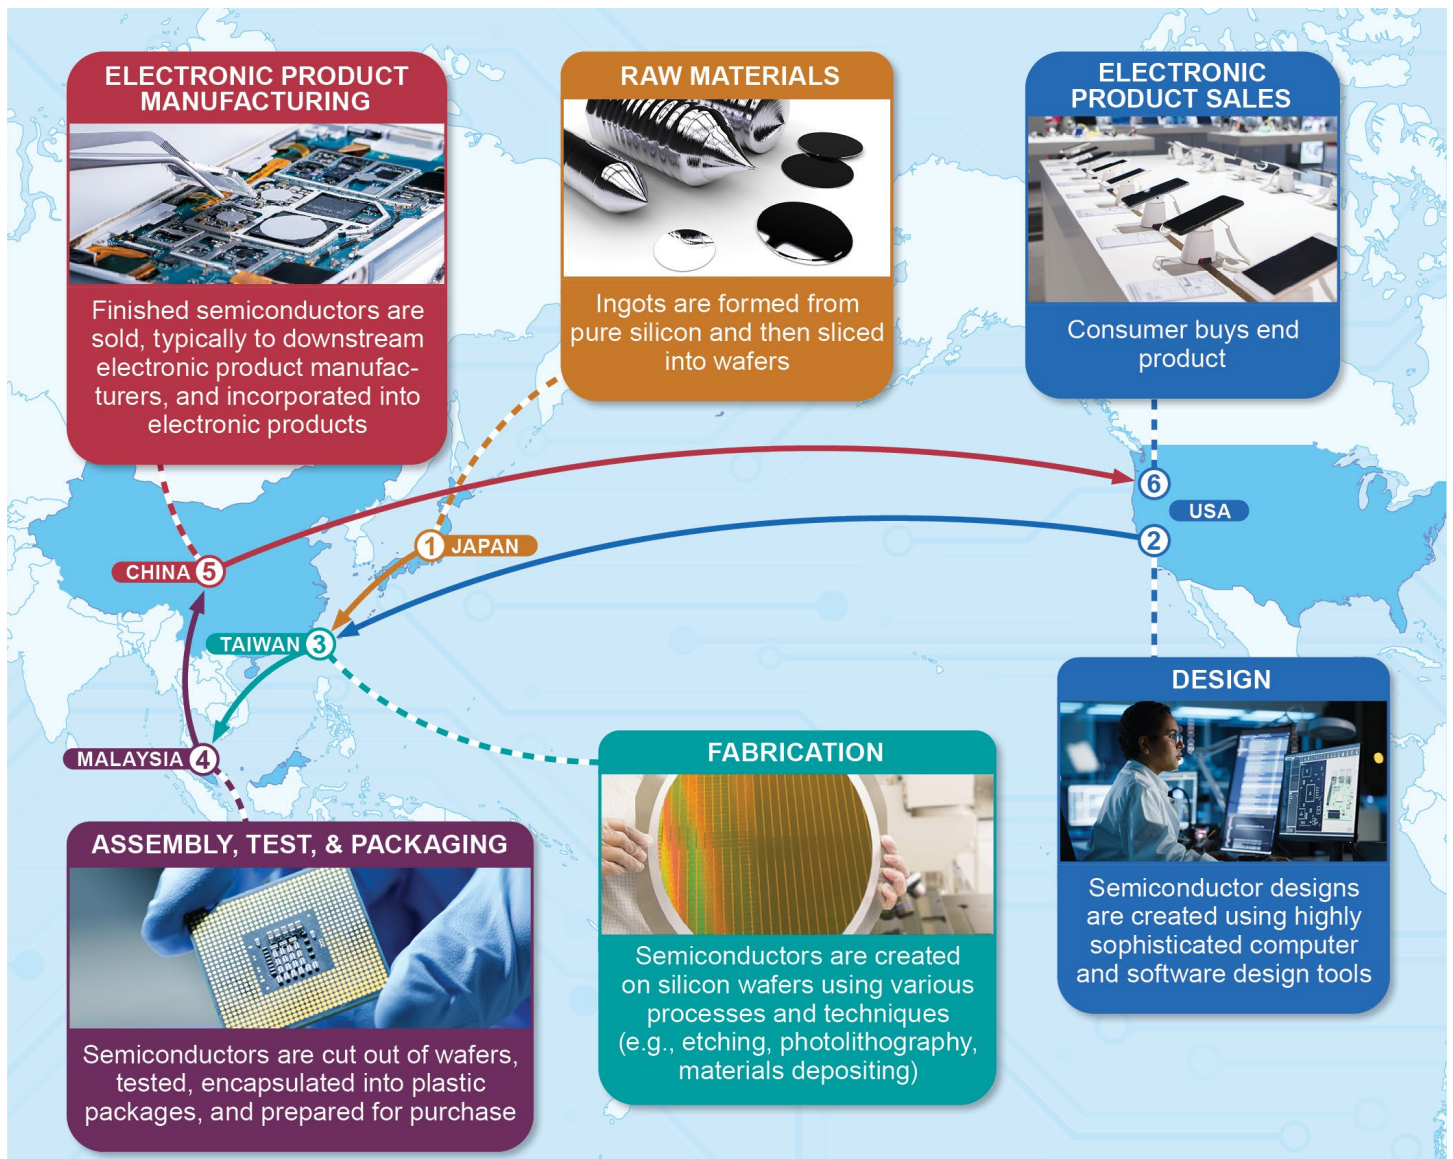 ELECTRONIC PRODUCT
MANUFACTURING
Finished semiconductors are
sold, typically to downstream
electronic product manufac-
turers, and incorporated into
electronic products
RAW MATERIALS
Ingots are formed from
pure silicon and then sliced
into wafers
ELECTRONIC
PRODUCT SALES
Consumer buys end
product
6
USA
2
1 JAPAN
CHINA 5
TAIWAN 3
MALAYSIA 4
DESIGN
Semiconductor designs
are created using highly
sophisticated computer
and software design tools
FABRICATION
Semiconductors are created
on silicon wafers using various
processes and techniques
(e.g., etching, photolithography,
materials depositing)
ASSEMBLY, TEST, & PACKAGING
Semiconductors are cut out of wafers,
tested, encapsulated into plastic
packages, and prepared for purchase